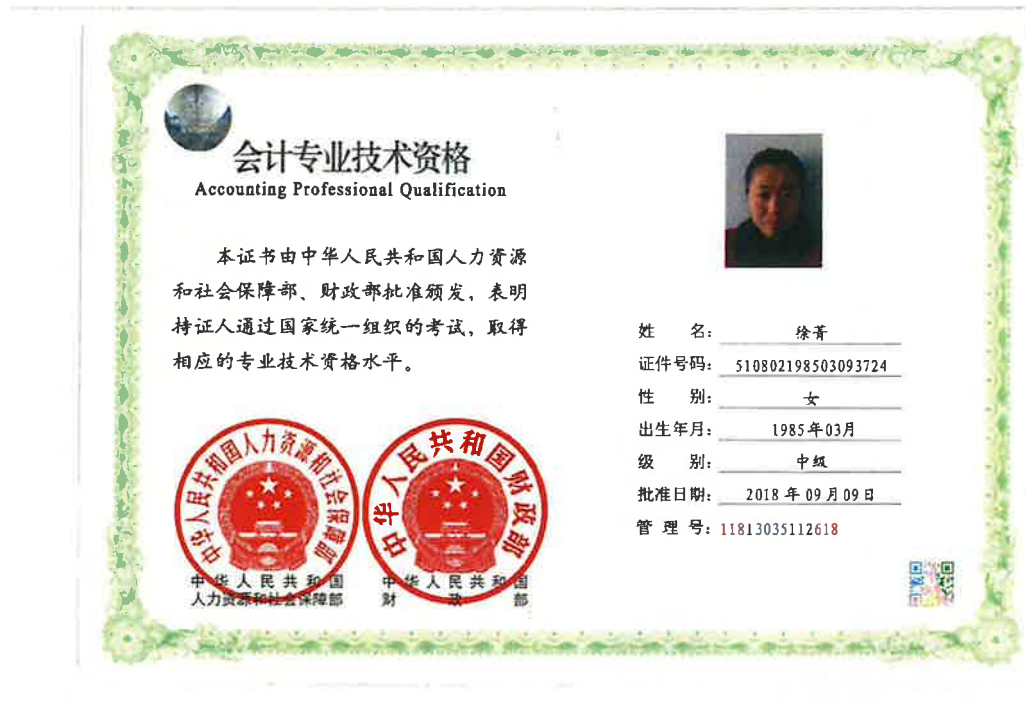 会计专业技术资格
Accounting Professional Qualification
本证书由中华人民共和国人力资源
和社会保障部、财政部批准颁发，表明
持证人通过国家统一组织的考试，取得
相应的专业技术资格水平。
中华人民共和国人力资源和社会保障部
中华人民共和国财政部
中华人民共和国
人力资源和社会保障部
中华人民共和国
财政部
姓名：徐菁
证件号码：510802198503093724
性别：女
出生年月：1985年03月
级别：中级
批准日期：2018年09月09日
管理号：11813035112618